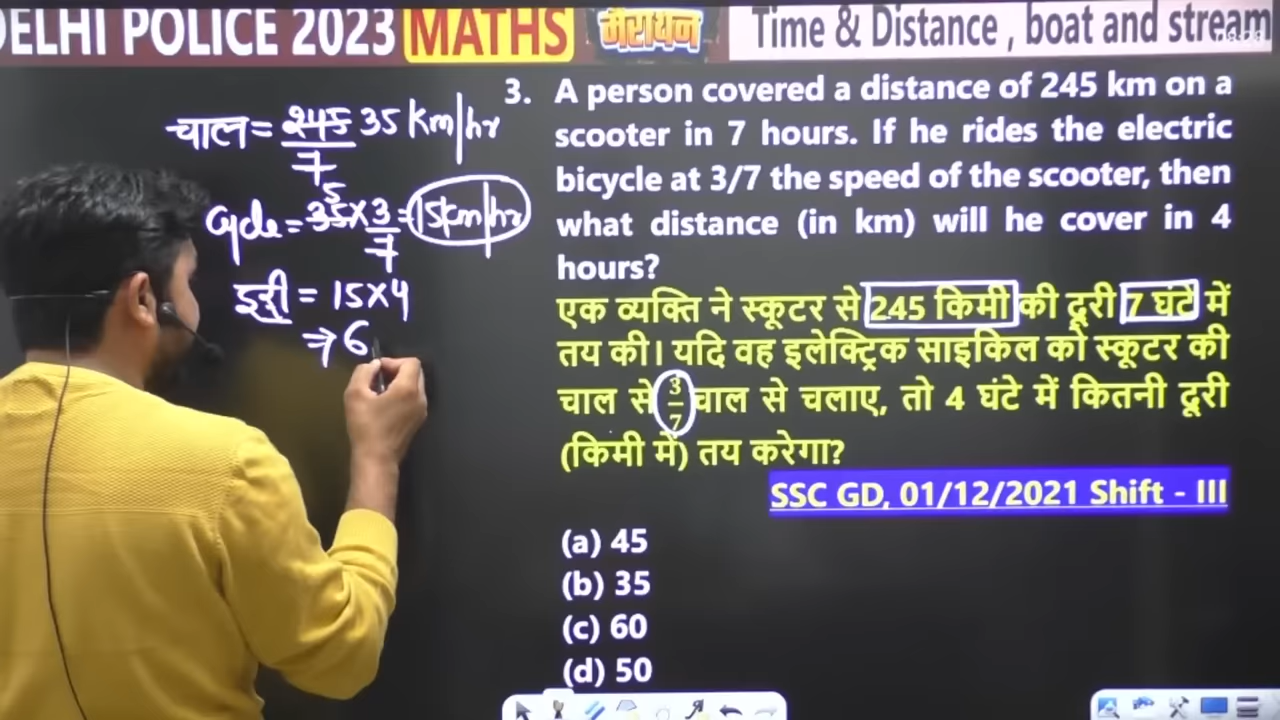 DELHI POLICE 2023 MATHS मैराथन Time & Distance , boat and stream
चाल = 245/7 35 km/hr
Cycle = 35 5 × 3/7 = 15km/hr
दूरी = 15×4
⇒ 6
3. A person covered a distance of 245 km on a
scooter in 7 hours. If he rides the electric
bicycle at 3/7 the speed of the scooter, then
what distance (in km) will he cover in 4
hours?
एक व्यक्ति ने स्कूटर से 245 किमी की दूरी 7 घंटे में
तय की। यदि वह इलेक्ट्रिक साइकिल को स्कूटर की
चाल से 3/7 चाल से चलाए, तो 4 घंटे में कितनी दूरी
(किमी में) तय करेगा?
SSC GD, 01/12/2021 Shift - III
(a) 45
(b) 35
(c) 60
(d) 50